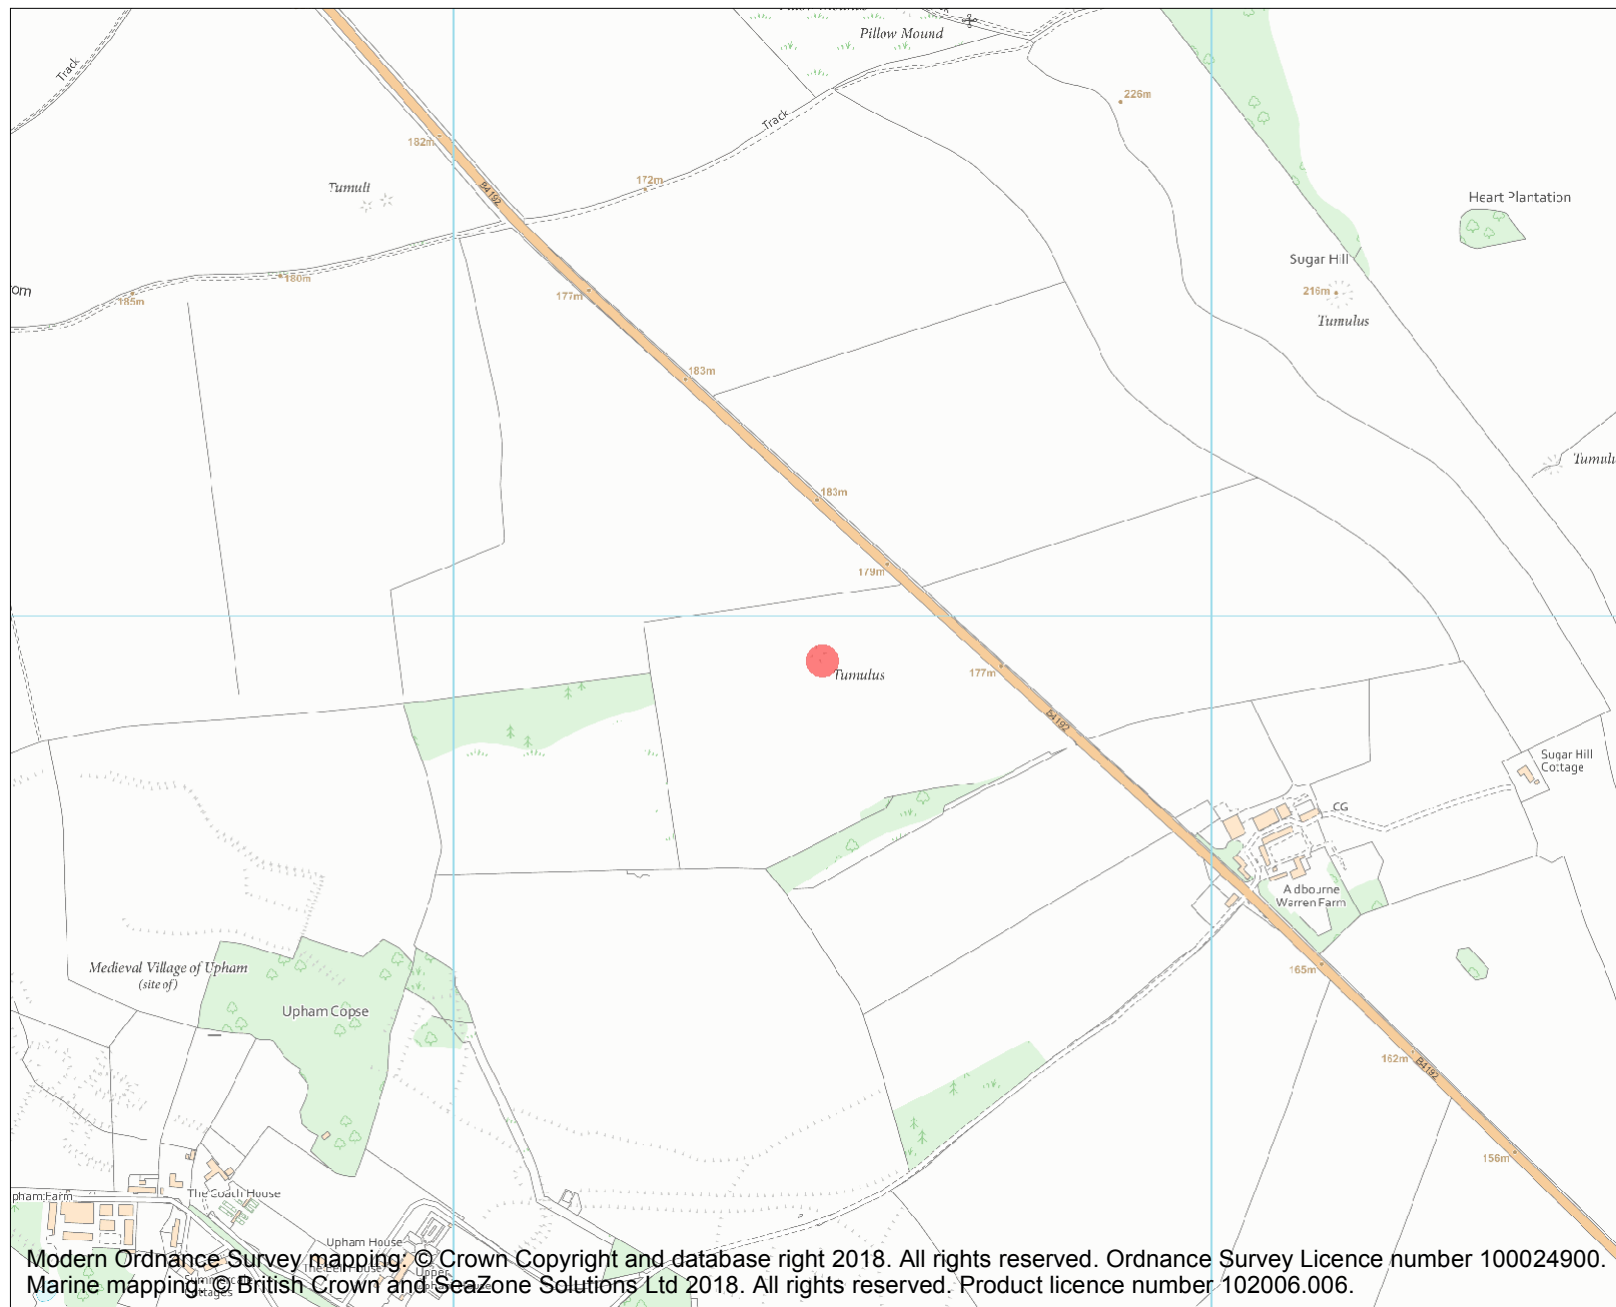 Pillow Mound
Track
226m
Track
182m
172m
Tumuli
B4192
Heart Plantation
Sugar Hill
180m
185m
177m
216m
Tumulus
183m
183m
179m
Tumulus
177m
B4192
Sugar Hill
Cottage
CG
Aldbourne
Warren Farm
Medieval Village of Upham
(site of)
Upham Copse
165m
162m
B4192
156m
The Coach House
pham Farm
Upham House
Modern Ordnance Survey mapping: © Crown Copyright and database right 2018. All rights reserved. Ordnance Survey Licence number 100024900.
Marine mapping: © British Crown and SeaZone Solutions Ltd 2018. All rights reserved. Product licence number 102006.006.